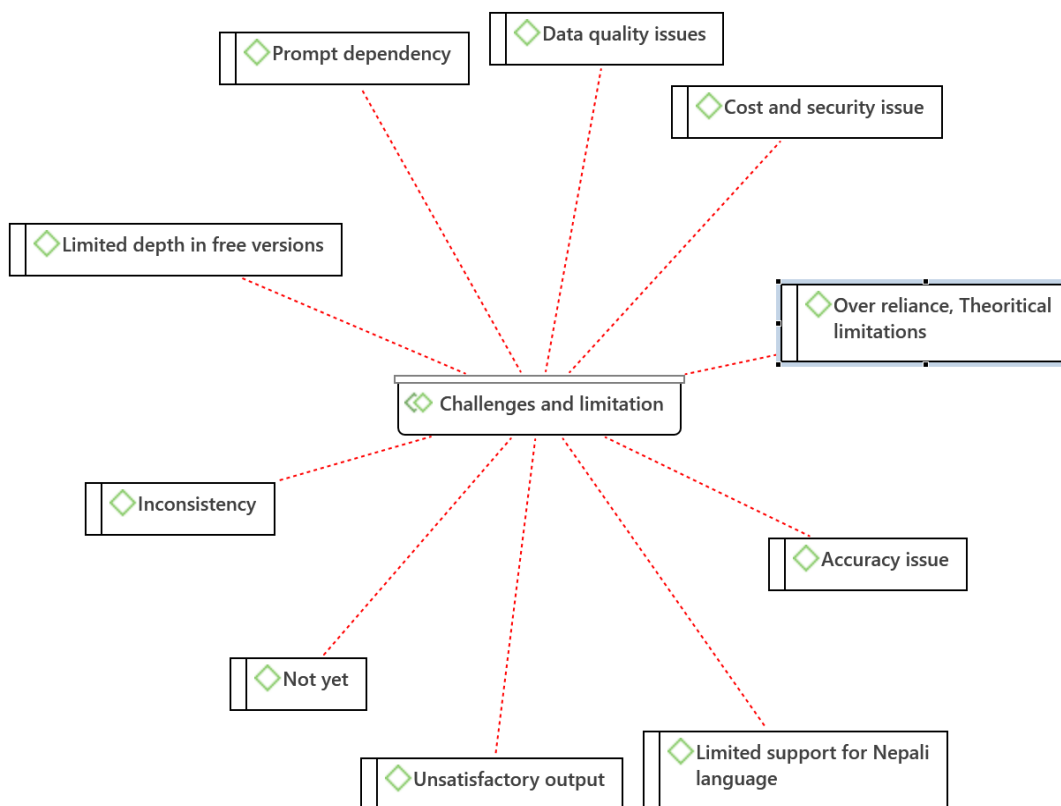 Data quality issues
Prompt dependency
Cost and security issue
Limited depth in free versions
Over reliance, Theoritical
limitations
Challenges and limitation
Inconsistency
Accuracy issue
Not yet
Limited support for Nepali
language
Unsatisfactory output